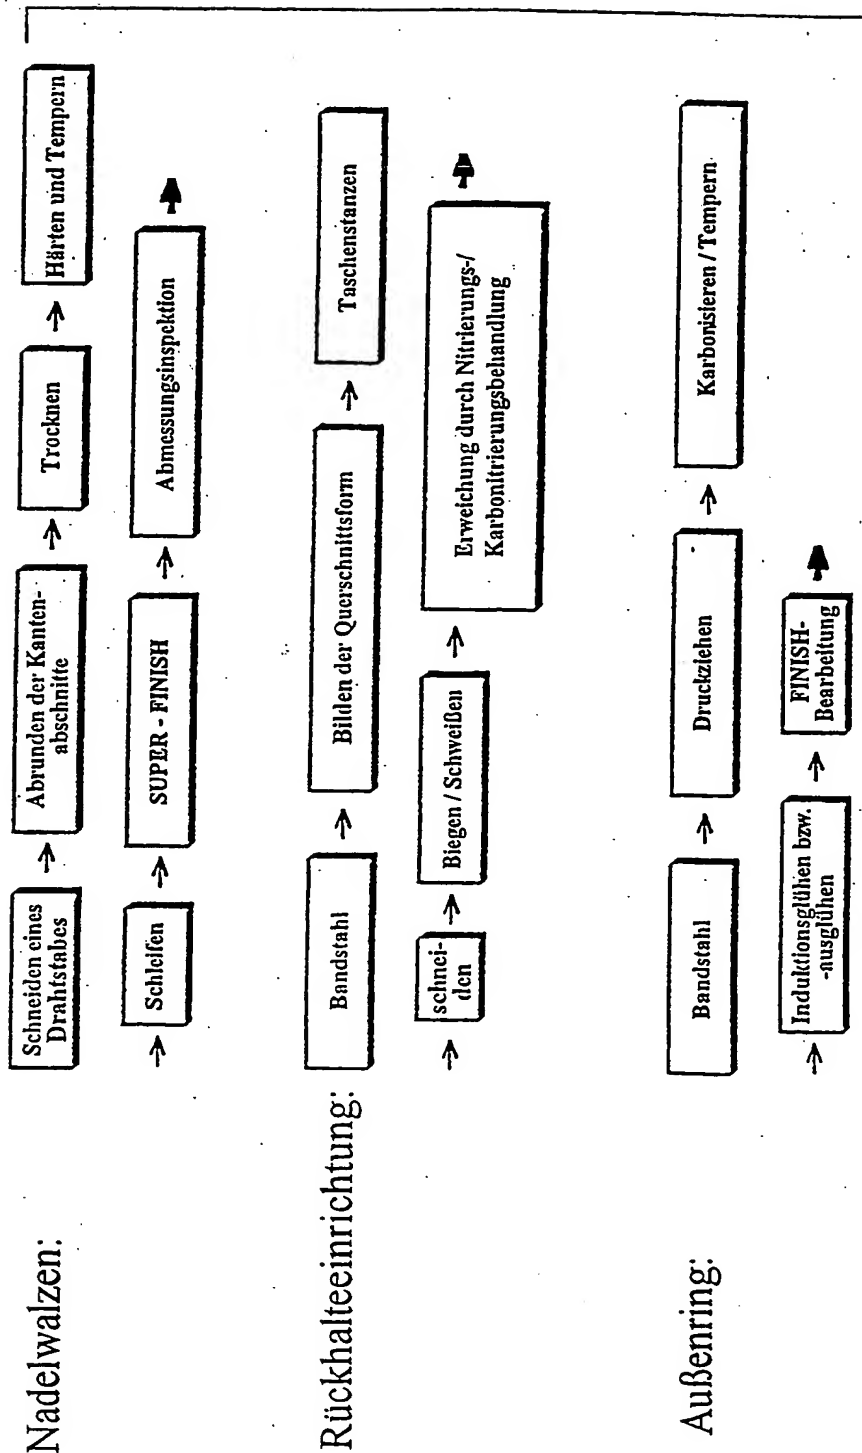 Nadelwalzen:
Schneiden eines
Drahtstabes
Abrunden der Kanten-
abschnitte
Trocknen
Härten und Tempern
Schleifen
SUPER - FINISH
Abmessungsinspektion
Rückhalteeinrichtung:
Bandstahl
Bilden der Querschnittsform
Taschenstanzen
schnei-
den
Biegen / Schweißen
Erweichung durch Nitrierungs-/
Karbonitrierungsbehandlung
Außenring:
Bandstahl
Druckziehen
Karbonisieren / Tempern
Induktionsglühen bzw.
-ausglühen
FINISH-
Bearbeitung